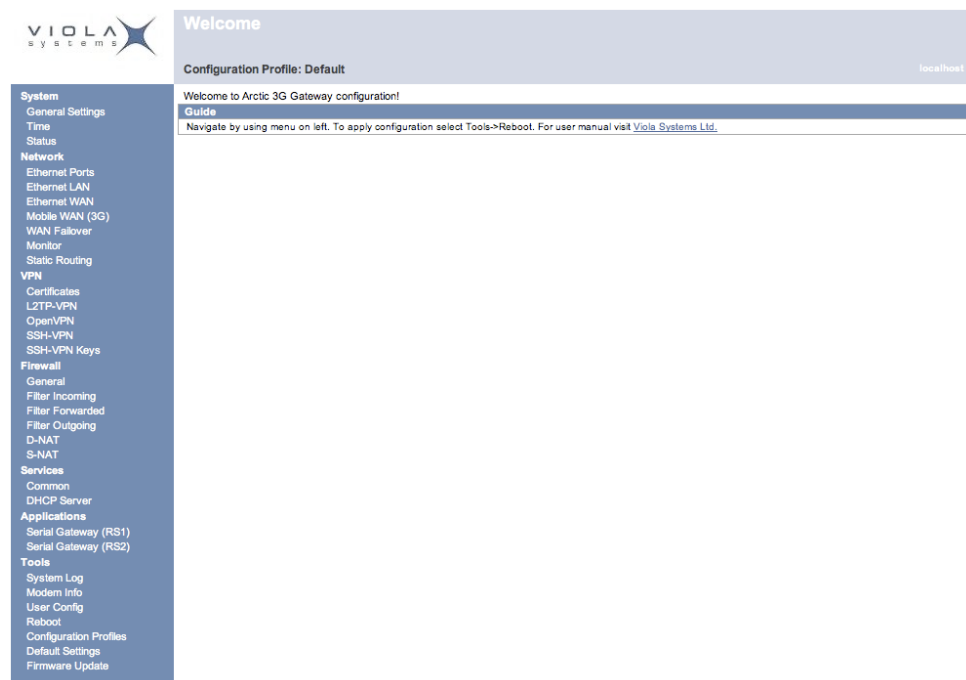 VIOLA
systems
Welcome
Configuration Profile: Default
localhost
System
General Settings
Time
Status
Network
Ethernet Ports
Ethernet LAN
Ethernet WAN
Mobile WAN (3G)
WAN Failover
Monitor
Static Routing
VPN
Certificates
L2TP-VPN
OpenVPN
SSH-VPN
SSH-VPN Keys
Firewall
General
Filter Incoming
Filter Forwarded
Filter Outgoing
D-NAT
S-NAT
Services
Common
DHCP Server
Applications
Serial Gateway (RS1)
Serial Gateway (RS2)
Tools
System Log
Modem Info
User Config
Reboot
Configuration Profiles
Default Settings
Firmware Update
Welcome to Arctic 3G Gateway configuration!
Guide
Navigate by using menu on left. To apply configuration select Tools->Reboot. For user manual visit Viola Systems Ltd.